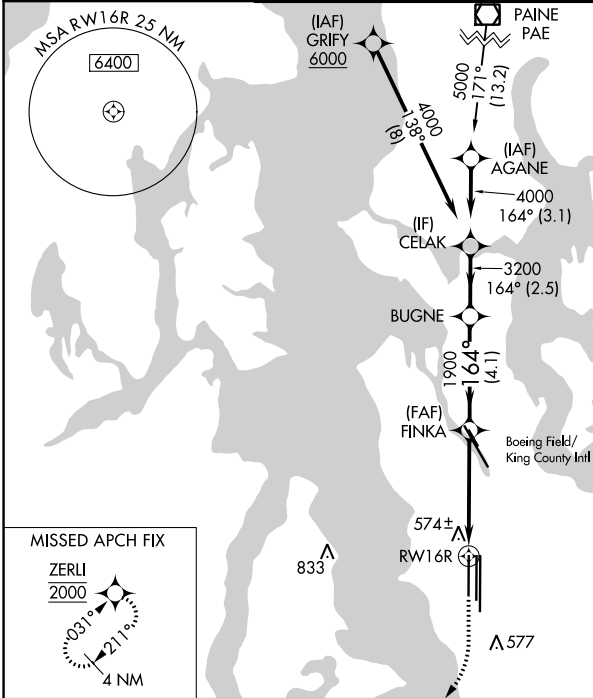 MSA RW16R 25 NM
6400
(IAF)
GRIFY
6000
4000
138°
(8)
PAINE
PAE
5000
171°
(13.2)
(IAF)
AGANE
4000
164° (3.1)
(IF)
CELAK
3200
164° (2.5)
BUGNE
1900
164°
(4.1)
(FAF)
FINKA
Boeing Field/
King County Intl
574±
RW16R
833
577
MISSED APCH FIX
ZERLI
2000
031°
211°
4 NM